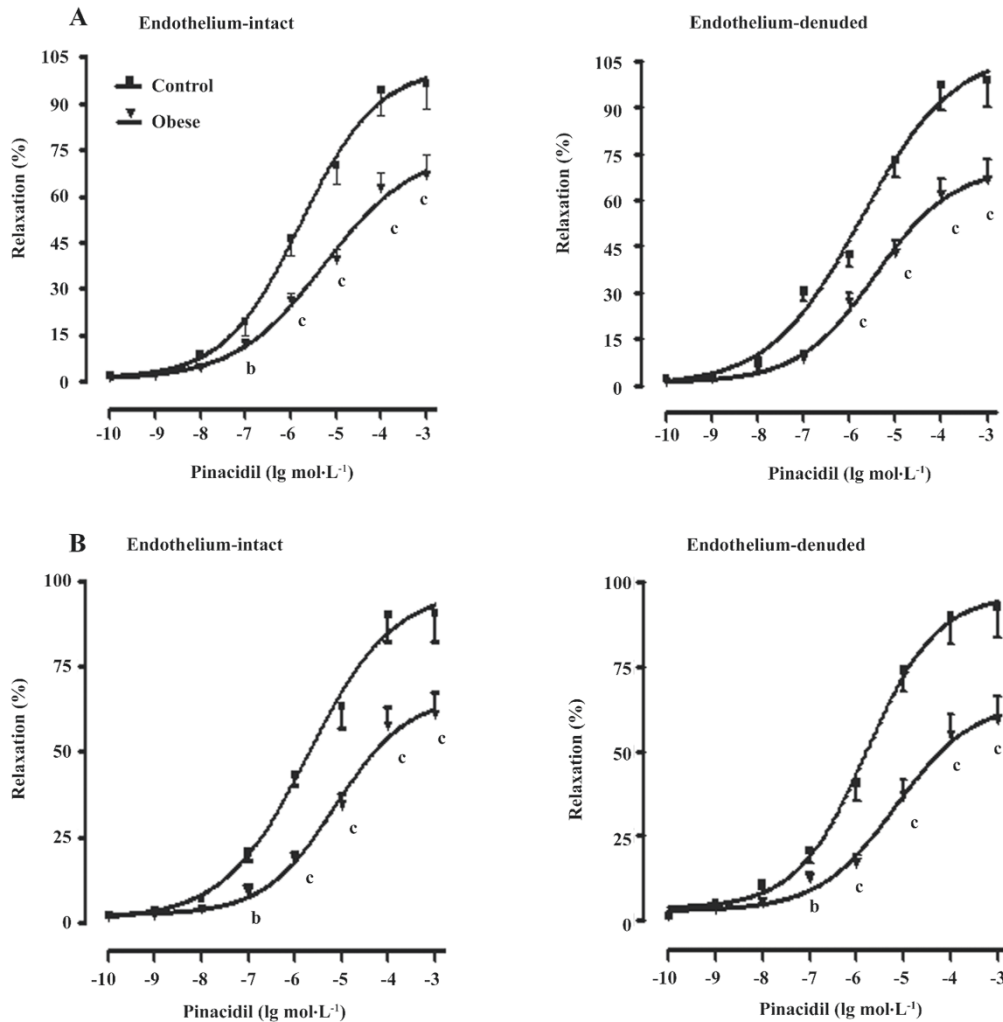 A
Endothelium-intact
Endothelium-denuded
105
90
75
60
45
30
15
0
Relaxation (%)
Control
Obese
b
c
c
c
c
-10 -9 -8 -7 -6 -5 -4 -3
Pinacidil (lg mol·L⁻¹)
105
90
75
60
45
30
15
0
Relaxation (%)
c
c
c
c
-10 -9 -8 -7 -6 -5 -4 -3
Pinacidil (lg mol·L⁻¹)
B
Endothelium-intact
Endothelium-denuded
100
75
50
25
0
Relaxation (%)
b
c
c
c
c
-10 -9 -8 -7 -6 -5 -4 -3
Pinacidil (lg mol·L⁻¹)
100
75
50
25
0
Relaxation (%)
b
c
c
c
c
-10 -9 -8 -7 -6 -5 -4 -3
Pinacidil (lg mol·L⁻¹)